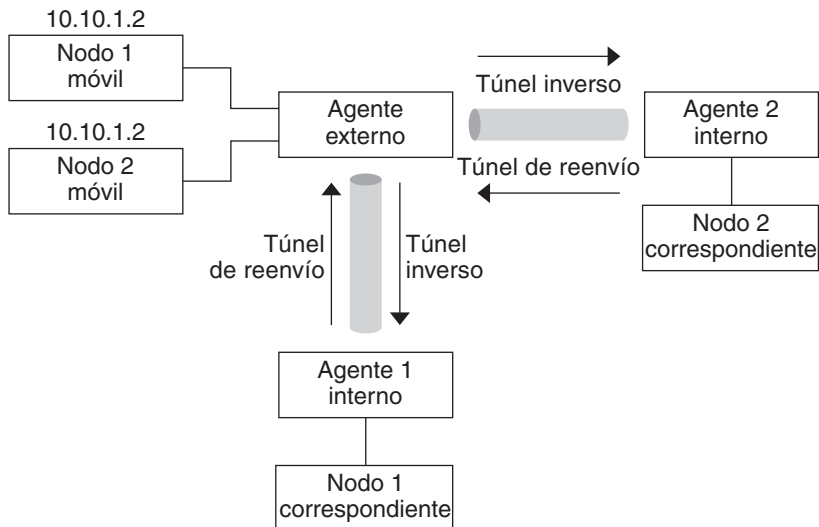 10.10.1.2
Nodo 1
móvil
10.10.1.2
Nodo 2
móvil
Agente
externo
Túnel inverso
Túnel de reenvío
Agente 2
interno
Nodo 2
correspondiente
Túnel
de reenvío
Túnel
inverso
Agente 1
interno
Nodo 1
correspondiente